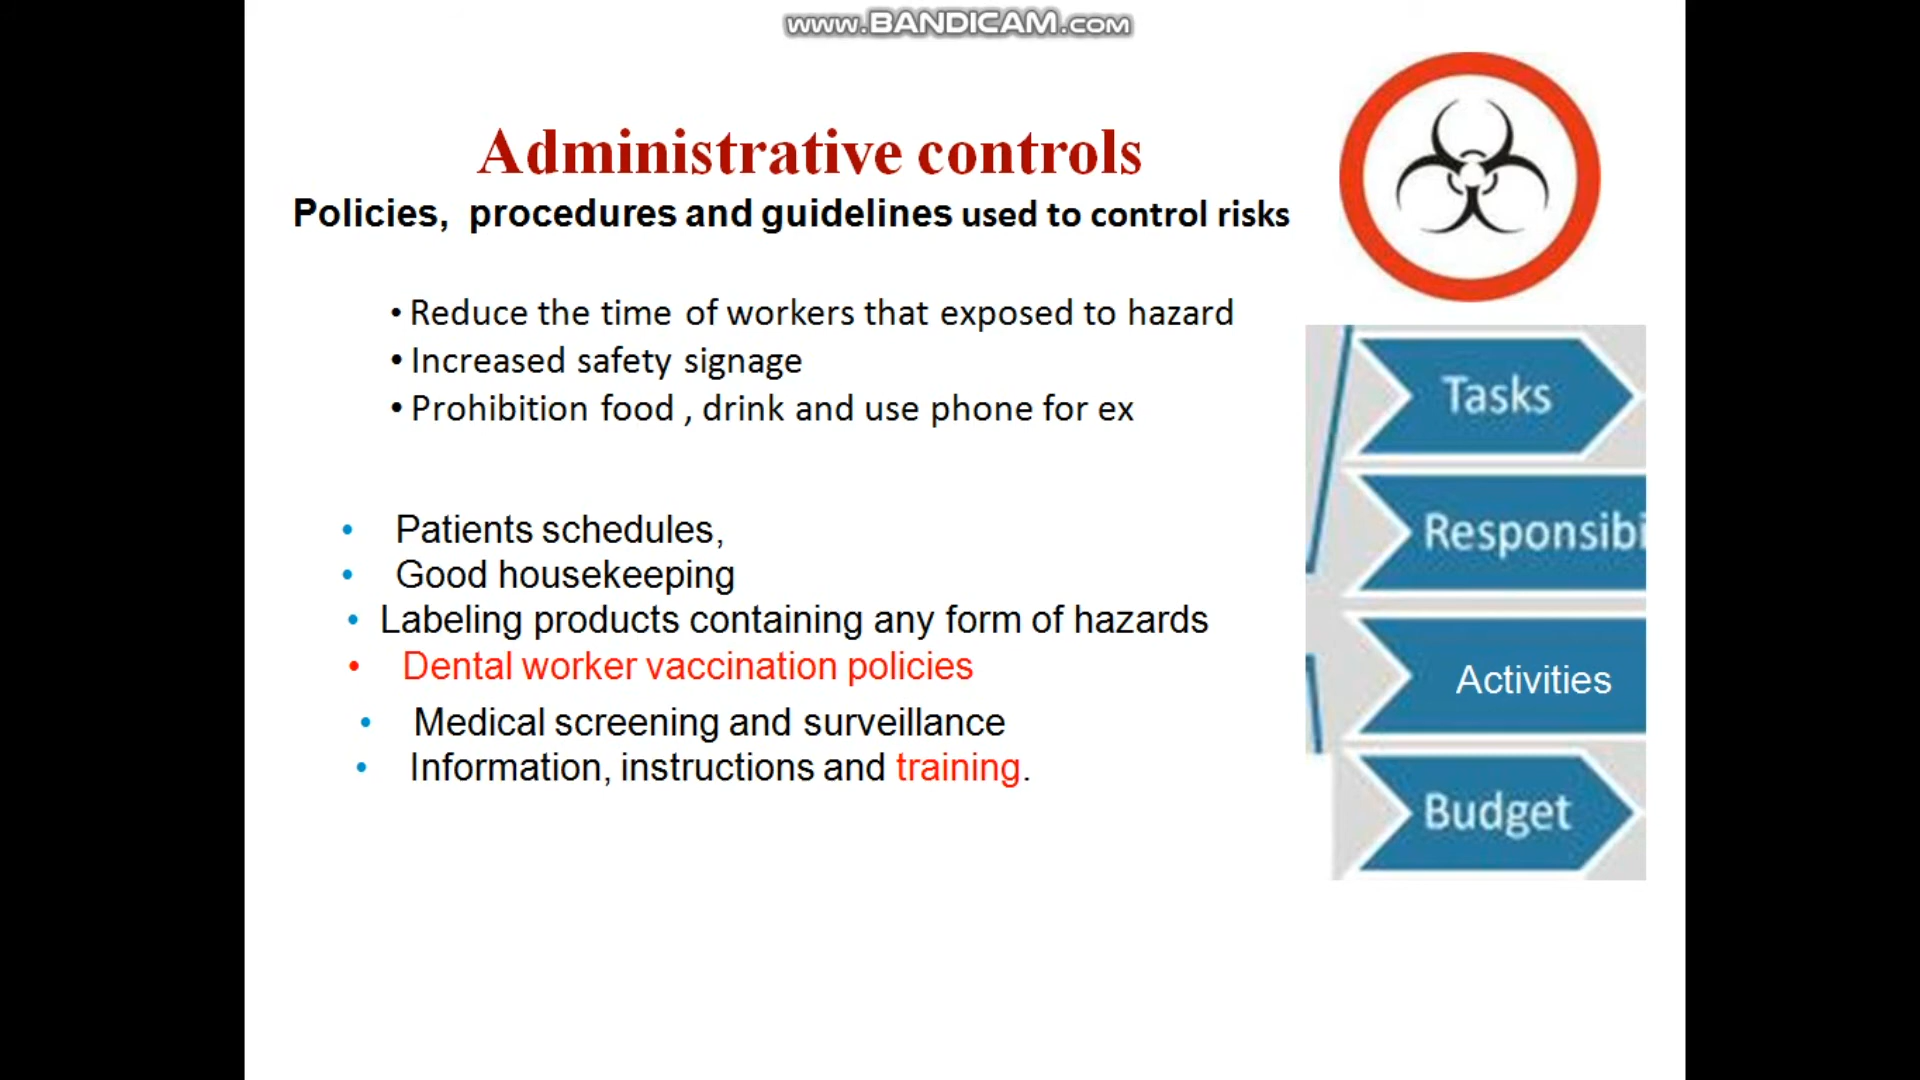 www.BANDICAM.com
Administrative controls
Policies, procedures and guidelines used to control risks
• Reduce the time of workers that exposed to hazard
• Increased safety signage
• Prohibition food , drink and use phone for ex
• Patients schedules,
• Good housekeeping
• Labeling products containing any form of hazards
• Dental worker vaccination policies
• Medical screening and surveillance
• Information, instructions and training.
Tasks
Responsibi
Activities
Budget